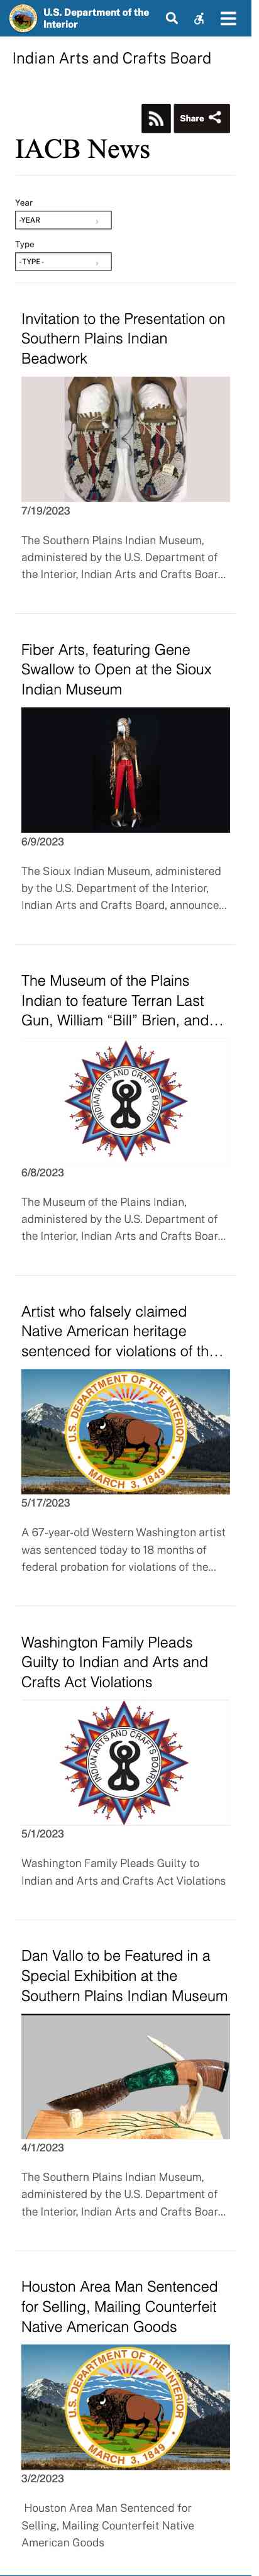 U.S. Department of the
Interior
Indian Arts and Crafts Board
Share
IACB News
Year
-YEAR
Type
- TYPE -
Invitation to the Presentation on
Southern Plains Indian
Beadwork
7/19/2023
The Southern Plains Indian Museum,
administered by the U.S. Department of
the Interior, Indian Arts and Crafts Boar...
Fiber Arts, featuring Gene
Swallow to Open at the Sioux
Indian Museum
6/9/2023
The Sioux Indian Museum, administered
by the U.S. Department of the Interior,
Indian Arts and Crafts Board, announce...
The Museum of the Plains
Indian to feature Terran Last
Gun, William “Bill” Brien, and...
INDIAN ARTS AND CRAFTS BOARD
6/8/2023
The Museum of the Plains Indian,
administered by the U.S. Department of
the Interior, Indian Arts and Crafts Boar...
Artist who falsely claimed
Native American heritage
sentenced for violations of th...
U.S. DEPARTMENT OF THE INTERIOR
MARCH 3, 1849
5/17/2023
A 67-year-old Western Washington artist
was sentenced today to 18 months of
federal probation for violations of the...
Washington Family Pleads
Guilty to Indian and Arts and
Crafts Act Violations
INDIAN ARTS AND CRAFTS BOARD
5/1/2023
Washington Family Pleads Guilty to
Indian and Arts and Crafts Act Violations
Dan Vallo to be Featured in a
Special Exhibition at the
Southern Plains Indian Museum
4/1/2023
The Southern Plains Indian Museum,
administered by the U.S. Department of
the Interior, Indian Arts and Crafts Boar...
Houston Area Man Sentenced
for Selling, Mailing Counterfeit
Native American Goods
U.S. DEPARTMENT OF THE INTERIOR
MARCH 3, 1849
3/2/2023
Houston Area Man Sentenced for
Selling, Mailing Counterfeit Native
American Goods